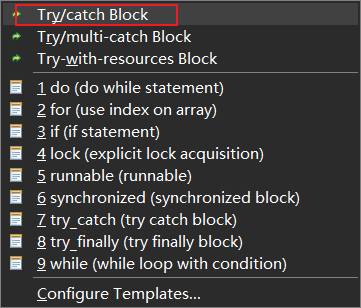 Try/catch Block
Try/multi-catch Block
Try-with-resources Block
1 do (do while statement)
2 for (use index on array)
3 if (if statement)
4 lock (explicit lock acquisition)
5 runnable (runnable)
6 synchronized (synchronized block)
7 try_catch (try catch block)
8 try_finally (try finally block)
9 while (while loop with condition)
Configure Templates...